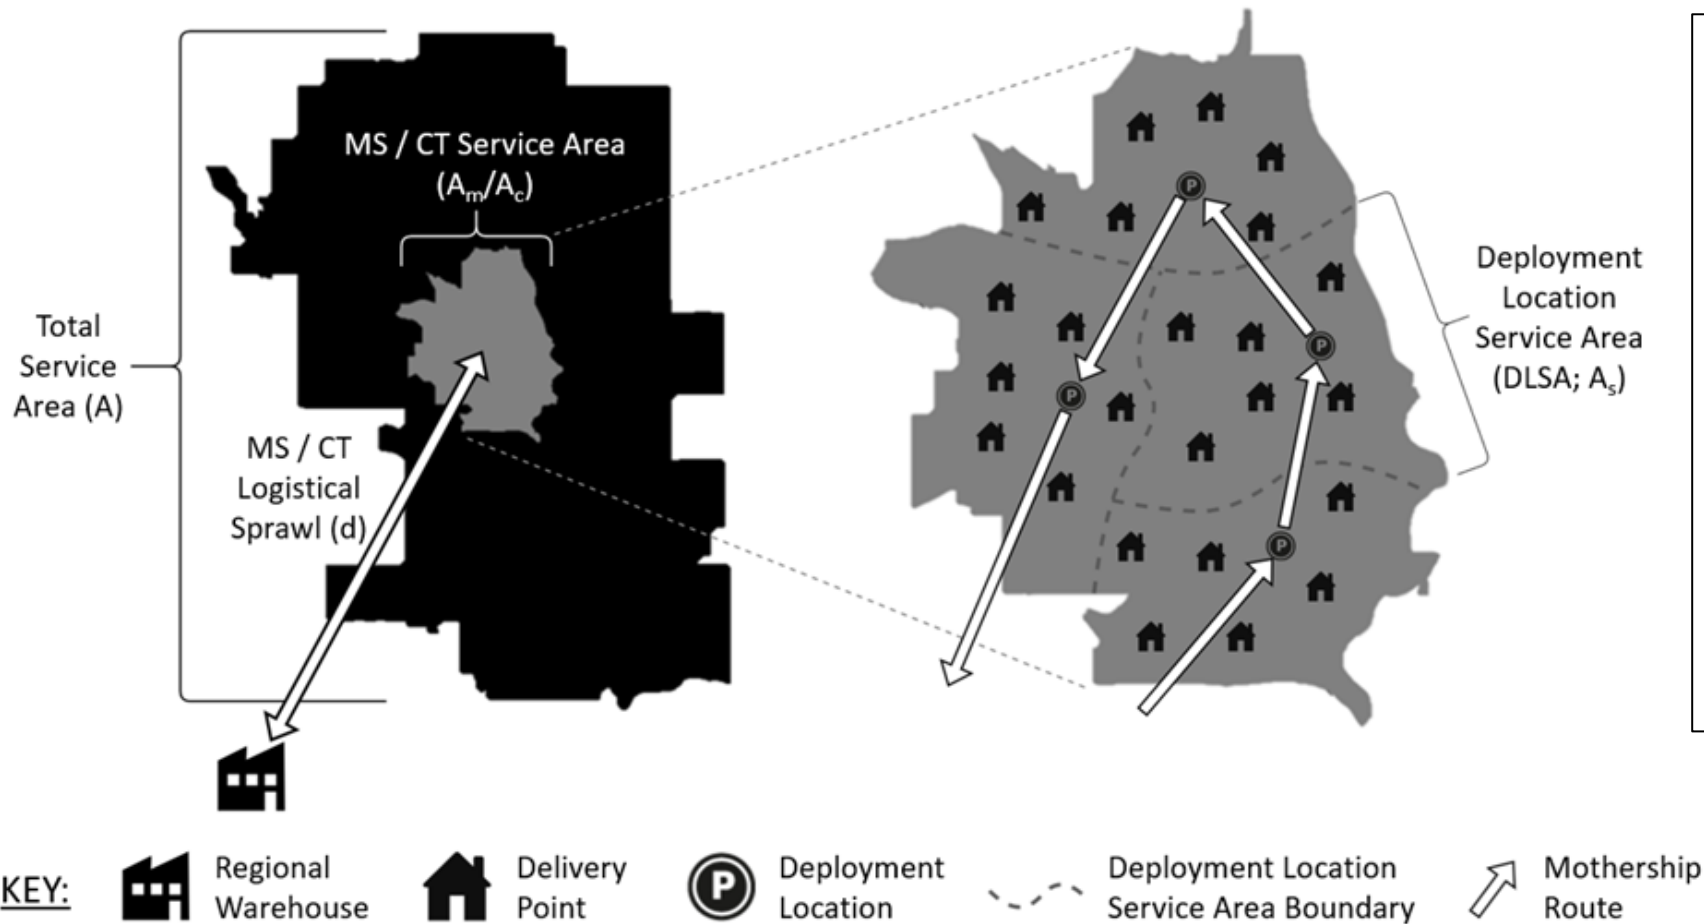 MS / CT Service Area
(Am/Ac)
Total
Service
Area (A)
MS / CT
Logistical
Sprawl (d)
P
P
P
P
Deployment
Location
Service Area
(DLSA; As)
KEY:
Regional
Warehouse
Delivery
Point
P
Deployment
Location
Deployment Location
Service Area Boundary
Mothership
Route